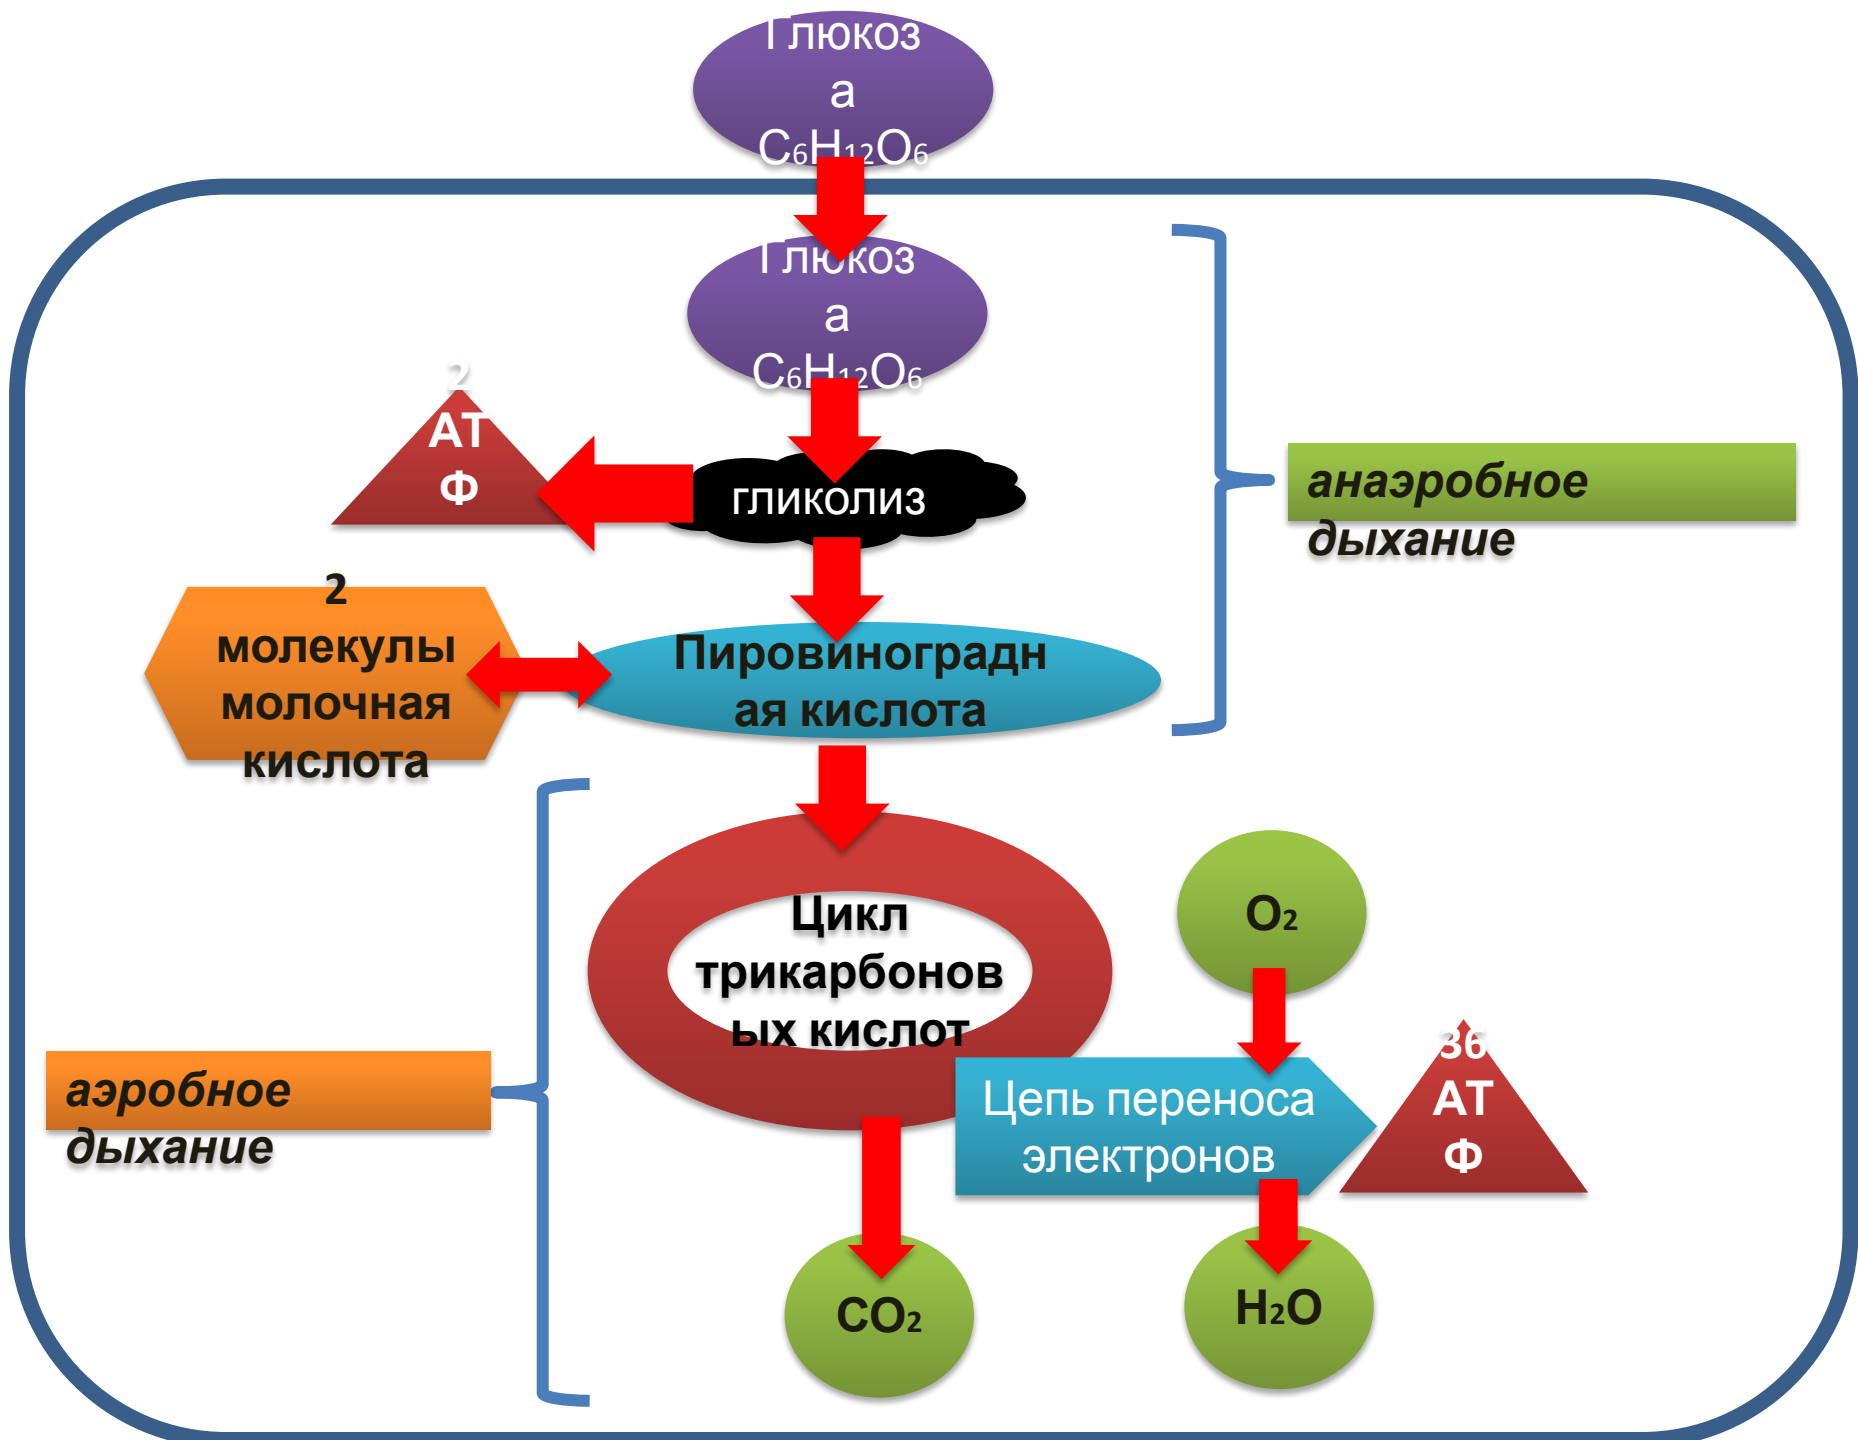 Глюкоз
а
C₆H₁₂O₆
Глюкоз
а
C₆H₁₂O₆
2
АТ
Ф
гликолиз
анаэробное
дыхание
2
молекулы
молочная
кислота
Пировиноградн
ая кислота
Цикл
трикарбонов
ых кислот
O₂
аэробное
дыхание
Цепь переноса
электронов
36
АТ
Ф
CO₂
H₂O